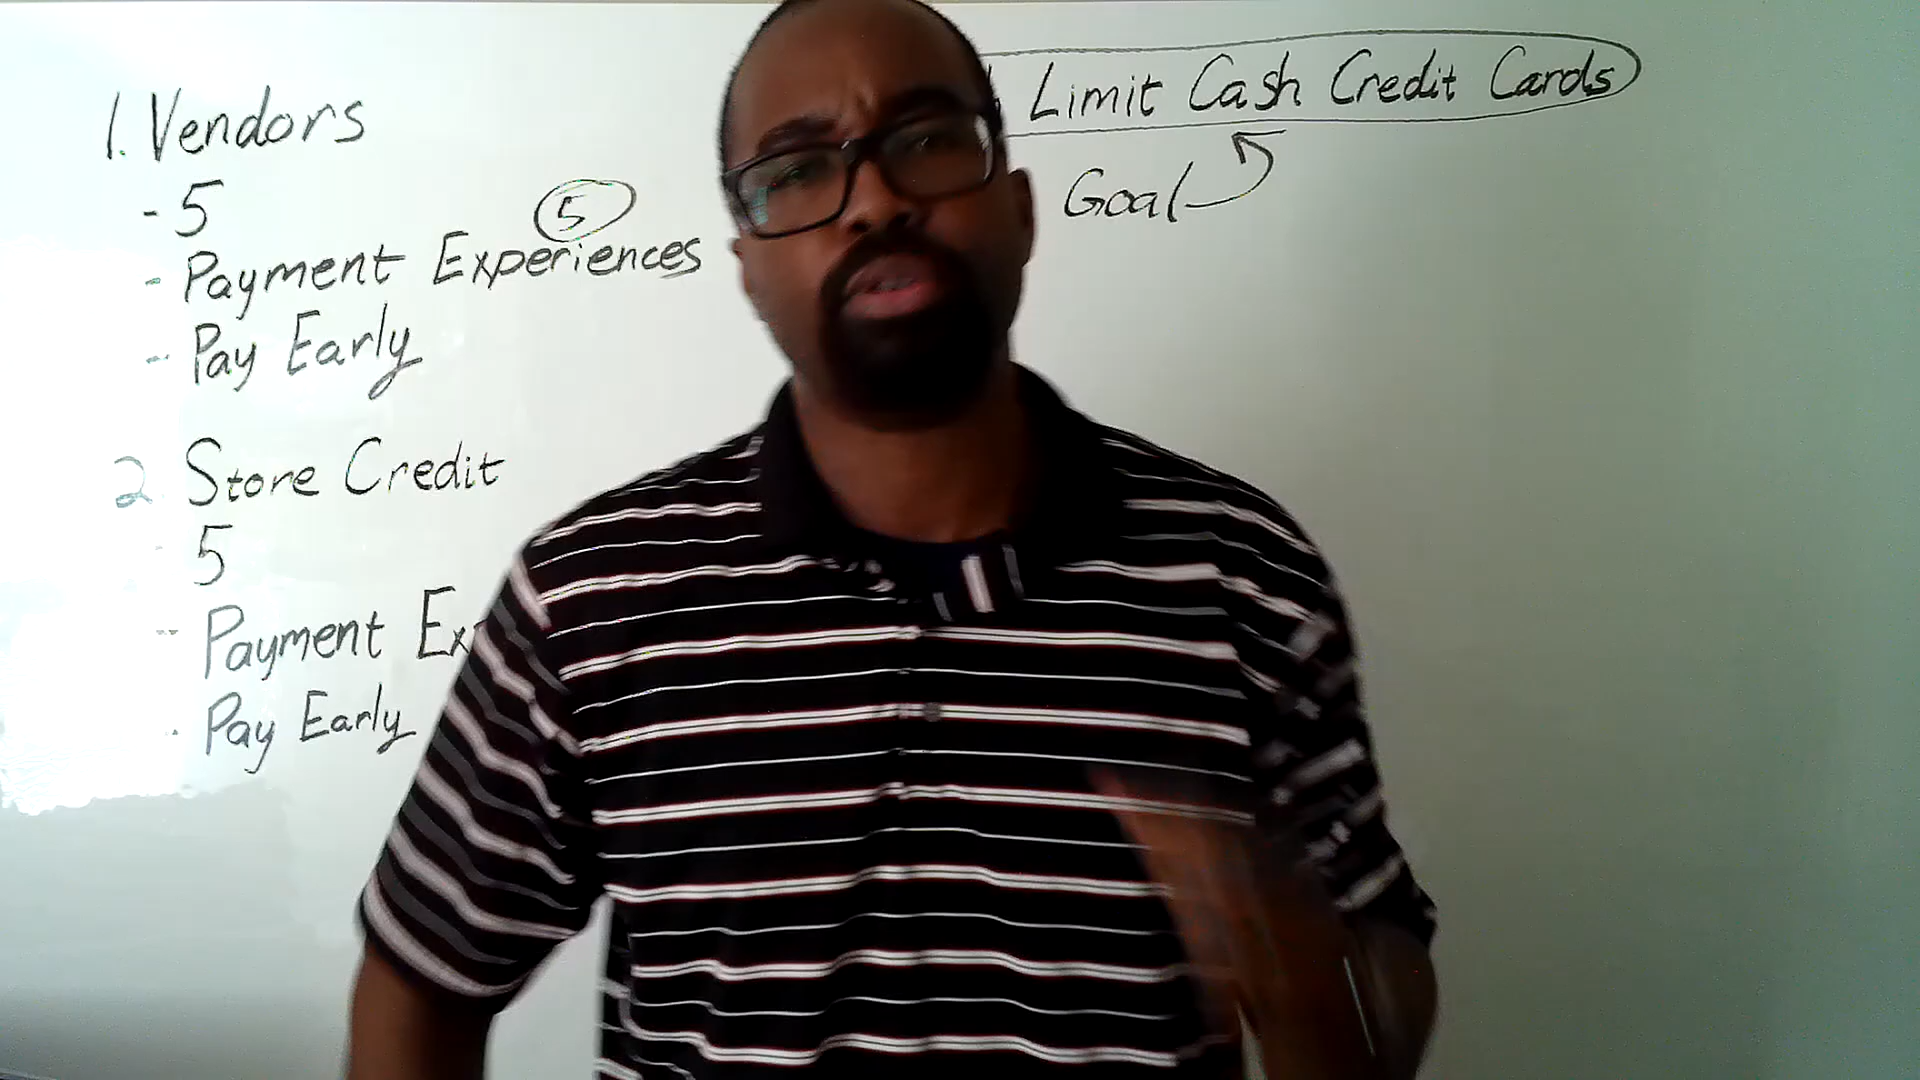 1. Vendors
- 5
5
- Payment Experiences
- Pay Early
2 Store Credit
- 5
- Payment Ex
- Pay Early
Limit Cash Credit Cards
Goal